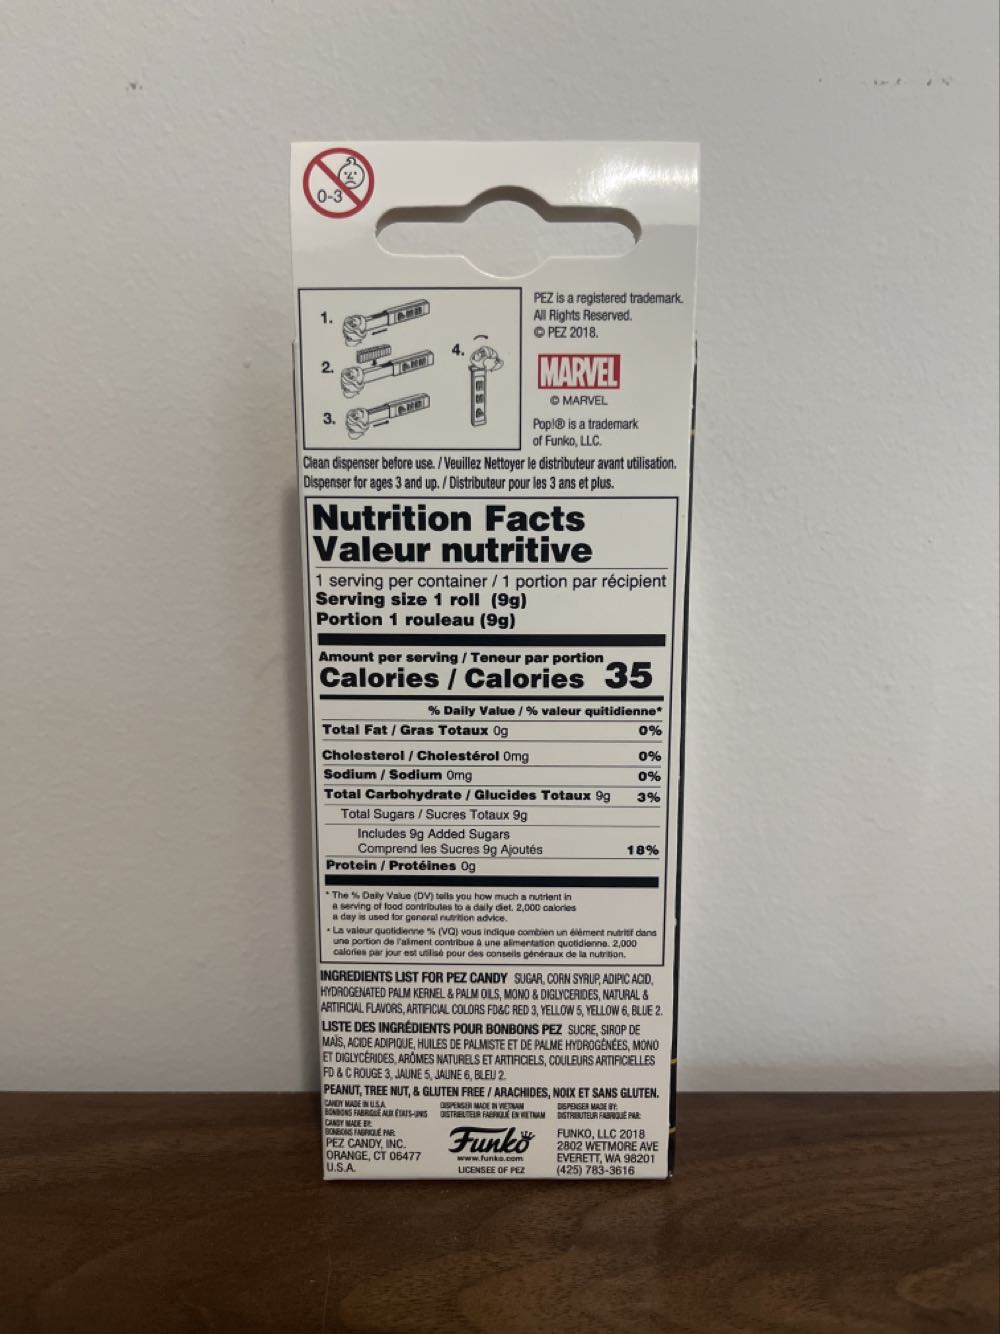 0-3
1.
2.
3.
4.
PEZ is a registered trademark.
All Rights Reserved.
© PEZ 2018.
MARVEL
© MARVEL
Pop!® is a trademark
of Funko, LLC.
Clean dispenser before use. / Veuillez Nettoyer le distributeur avant utilisation.
Dispenser for ages 3 and up. / Distributeur pour les 3 ans et plus.
Nutrition Facts
Valeur nutritive
1 serving per container / 1 portion par récipient
Serving size 1 roll (9g)
Portion 1 rouleau (9g)
Amount per serving / Teneur par portion
Calories / Calories 35
% Daily Value / % valeur quitidienne*
Total Fat / Gras Totaux 0g 0%
Cholesterol / Cholestérol 0mg 0%
Sodium / Sodium 0mg 0%
Total Carbohydrate / Glucides Totaux 9g 3%
Total Sugars / Sucres Totaux 9g
Includes 9g Added Sugars
Comprend les Sucres 9g Ajoutés 18%
Protein / Protéines 0g
* The % Daily Value (DV) tells you how much a nutrient in
a serving of food contributes to a daily diet. 2,000 calories
a day is used for general nutrition advice.
* La valour quotidienne % (VQ) vous indique combien un élément nutritif dans
une portion de l'aliment contribue à une alimentation quotidienne. 2,000
calories par jour est utilisé pour des conseils généraux de la nutrition.
INGREDIENTS LIST FOR PEZ CANDY SUGAR, CORN SYRUP, ADIPIC ACID,
HYDROGENATED PALM KERNEL & PALM OILS, MONO & DIGLYCERIDES, NATURAL &
ARTIFICIAL FLAVORS, ARTIFICIAL COLORS FD&C RED 3, YELLOW 5, YELLOW 6, BLUE 2.
LISTE DES INGRÉDIENTS POUR BONBONS PEZ SUCRE, SIROP DE
MAÏS, ACIDE ADIPIQUE, HUILES DE PALMISTE ET DE PALME HYDROGÉNÉES, MONO
ET DIGLYCÉRIDES, ARÔMES NATURELS ET ARTIFICIELS, COULEURS ARTIFICIELLES
FD & C ROUGE 3, JAUNE 5, JAUNE 6, BLEU 2.
PEANUT, TREE NUT, & GLUTEN FREE / ARACHIDES, NOIX ET SANS GLUTEN.
CANDY MADE IN U.S.A.
BONBONS FABRIQUÉ AUX ÉTATS-UNIS
CANDY MADE BY:
BONBONS FABRIQUÉ PAR:
PEZ CANDY, INC.
ORANGE, CT 06477
U.S.A.
DISPENSER MADE IN VIETNAM
DISTRIBUTEUR FABRIQUÉ EN VIETNAM
Funko
www.funko.com
LICENSEE OF PEZ
DISPENSER MADE BY:
DISTRIBUTEUR FABRIQUÉ PAR:
FUNKO, LLC 2018
2802 WETMORE AVE
EVERETT, WA 98201
(425) 783-3616